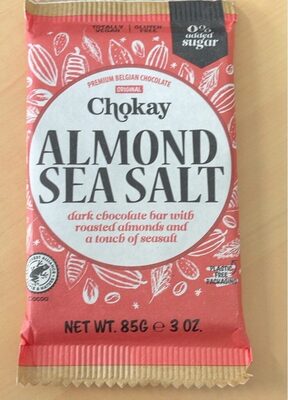 TOTALLY VEGAN | GLUTEN FREE
0% added sugar
PREMIUM BELGIAN CHOCOLATE
ORIGINAL
Chokay
ALMOND
SEA SALT
dark chocolate bar with
roasted almonds and
a touch of seasalt
PLASTIC
FREE
PACKAGING
COCOA
NET WT. 85G e 3 OZ.